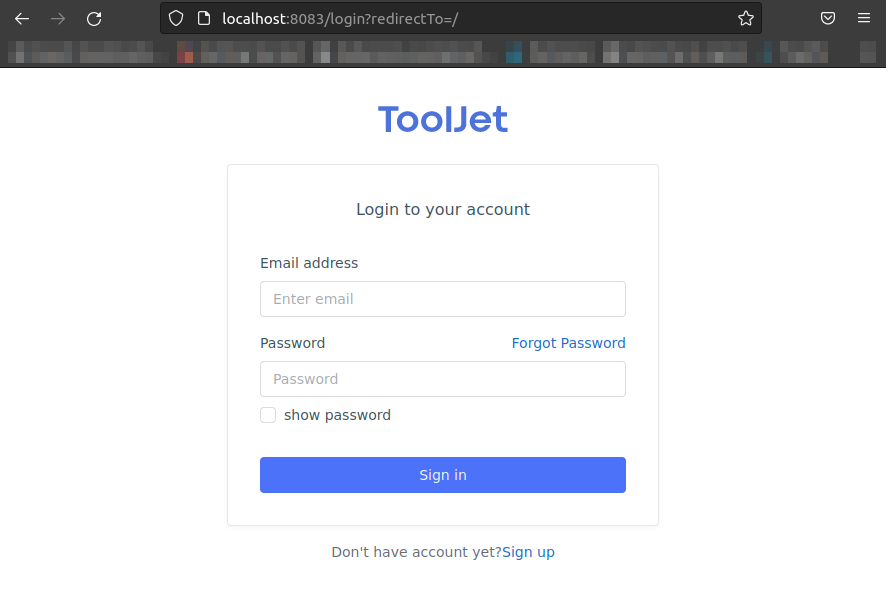 localhost:8083/login?redirectTo=/
ToolJet
Login to your account
Email address
Enter email
Password Forgot Password
Password
show password
Sign in
Don't have account yet?Sign up